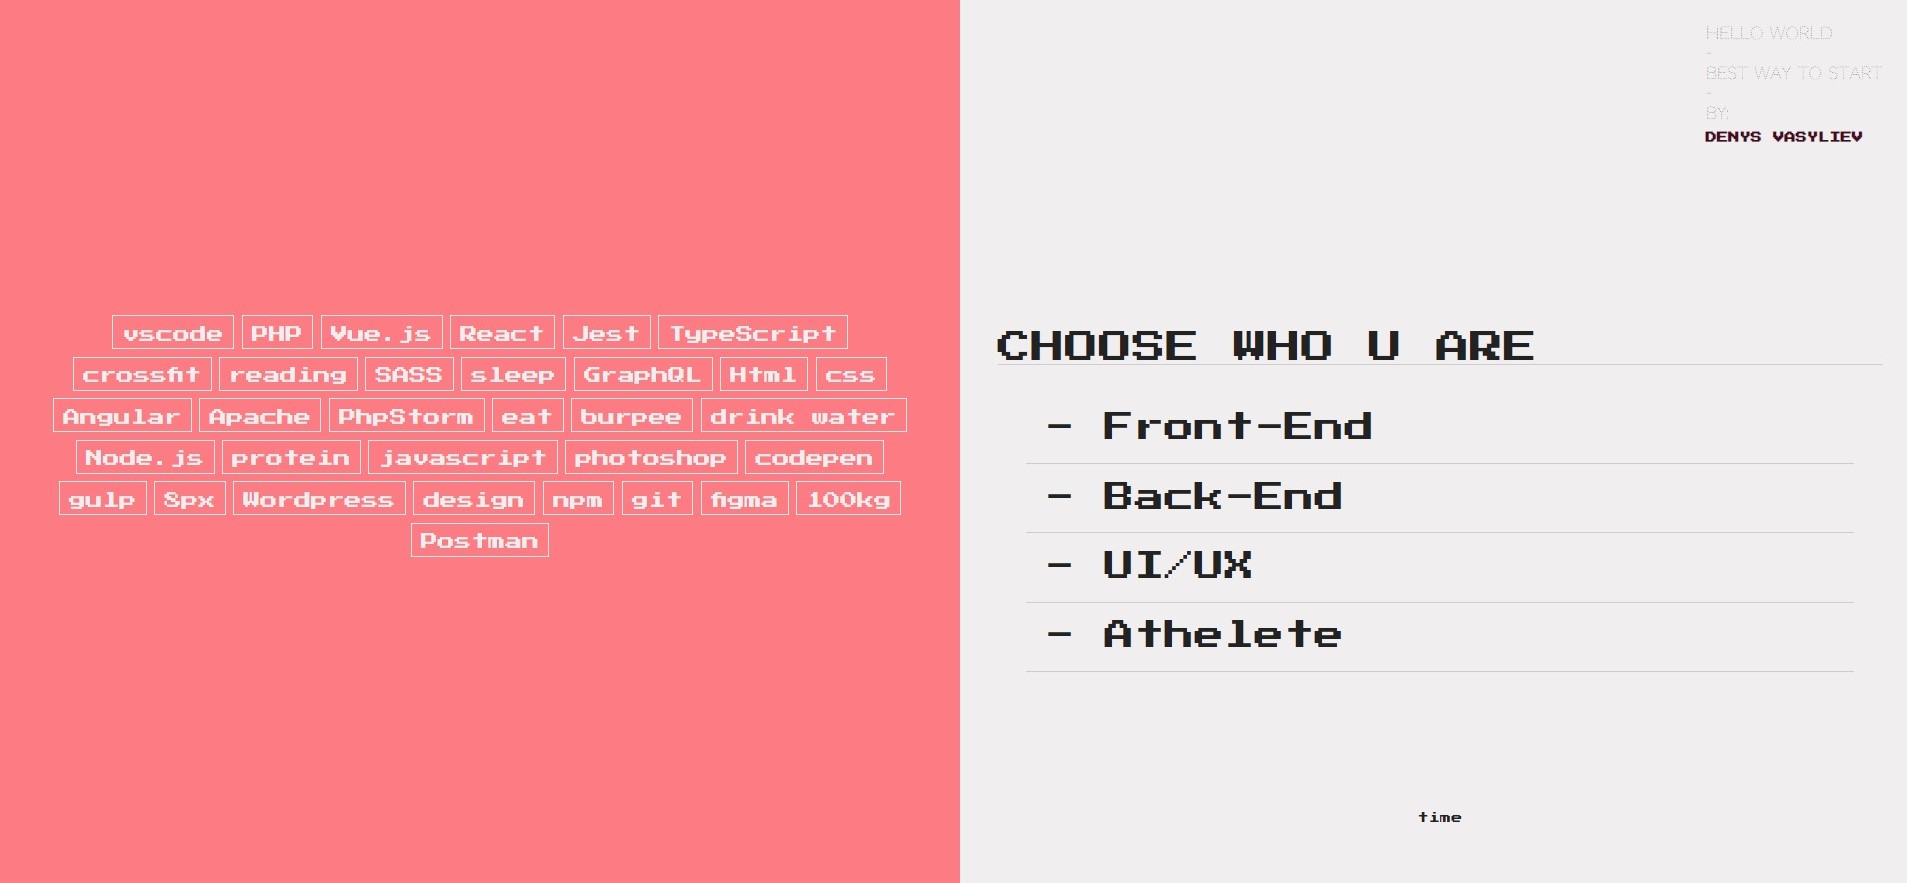 vscode PHP Vue.js React Jest TypeScript
crossfit reading SASS sleep GraphQL Html css
Angular Apache PhpStorm eat burpee drink water
Node.js protein javascript photoshop codepen
gulp 8px Wordpress design npm git figma 100kg
Postman
HELLO WORLD
-
BEST WAY TO START
-
BY:
DENYS VASYLIEV
CHOOSE WHO U ARE
- Front-End
- Back-End
- UI/UX
- Athelete
time